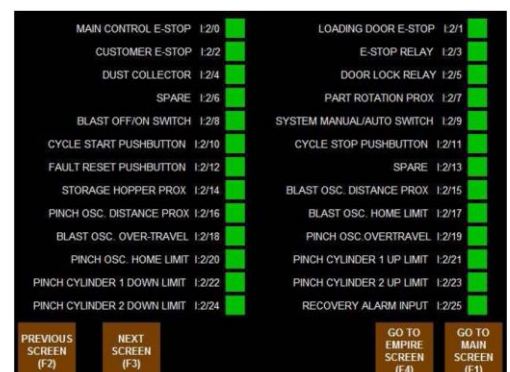 MAIN CONTROL E-STOP I:2/0
LOADING DOOR E-STOP I:2/1
CUSTOMER E-STOP I:2/2
E-STOP RELAY I:2/3
DUST COLLECTOR I:2/4
DOOR LOCK RELAY I:2/5
SPARE I:2/6
PART ROTATION PROX I:2/7
BLAST OFF/ON SWITCH I:2/8
SYSTEM MANUAL/AUTO SWITCH I:2/9
CYCLE START PUSHBUTTON I:2/10
CYCLE STOP PUSHBUTTON I:2/11
FAULT RESET PUSHBUTTON I:2/12
SPARE I:2/13
STORAGE HOPPER PROX I:2/14
BLAST OSC. DISTANCE PROX I:2/15
PINCH OSC. DISTANCE PROX I:2/16
BLAST OSC. HOME LIMIT I:2/17
BLAST OSC. OVER-TRAVEL I:2/18
PINCH OSC.OVERTRAVEL I:2/19
PINCH OSC. HOME LIMIT I:2/20
PINCH CYLINDER 1 UP LIMIT I:2/21
PINCH CYLINDER 1 DOWN LIMIT I:2/22
PINCH CYLINDER 2 UP LIMIT I:2/23
PINCH CYLINDER 2 DOWN LIMIT I:2/24
RECOVERY ALARM INPUT I:2/25
PREVIOUS
SCREEN
(F2)
NEXT
SCREEN
(F3)
GO TO
EMPIRE
SCREEN
(F4)
GO TO
MAIN
SCREEN
(F1)